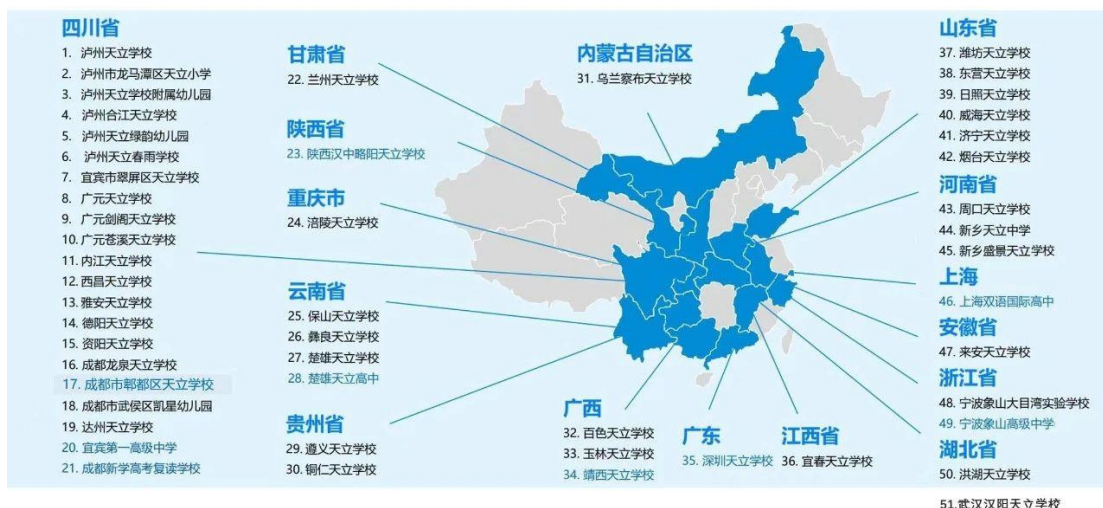 四川省
1. 泸州天立学校
2. 泸州市龙马潭区天立小学
3. 泸州天立学校附属幼儿园
4. 泸州合江天立学校
5. 泸州天立绿韵幼儿园
6. 泸州天立春雨学校
7. 宜宾市翠屏区天立学校
8. 广元天立学校
9. 广元剑阁天立学校
10. 广元苍溪天立学校
11. 内江天立学校
12. 西昌天立学校
13. 雅安天立学校
14. 德阳天立学校
15. 资阳天立学校
16. 成都龙泉天立学校
17. 成都市郫都区天立学校
18. 成都市武侯区凯星幼儿园
19. 达州天立学校
20. 宜宾第一高级中学
21. 成都新学高考复读学校
甘肃省
22. 兰州天立学校
陕西省
23. 陕西汉中略阳天立学校
重庆市
24. 涪陵天立学校
云南省
25. 保山天立学校
26. 彝良天立学校
27. 楚雄天立学校
28. 楚雄天立高中
贵州省
29. 遵义天立学校
30. 铜仁天立学校
内蒙古自治区
31. 乌兰察布天立学校
广西
32. 百色天立学校
33. 玉林天立学校
34. 靖西天立学校
广东
35. 深圳天立学校
江西省
36. 宜春天立学校
山东省
37. 潍坊天立学校
38. 东营天立学校
39. 日照天立学校
40. 威海天立学校
41. 济宁天立学校
42. 烟台天立学校
河南省
43. 周口天立学校
44. 新乡天立中学
45. 新乡盛景天立学校
上海
46. 上海双语国际高中
安徽省
47. 来安天立学校
浙江省
48. 宁波象山大目湾实验学校
49. 宁波象山高级中学
湖北省
50. 洪湖天立学校
51.武汉汉阳天立学校